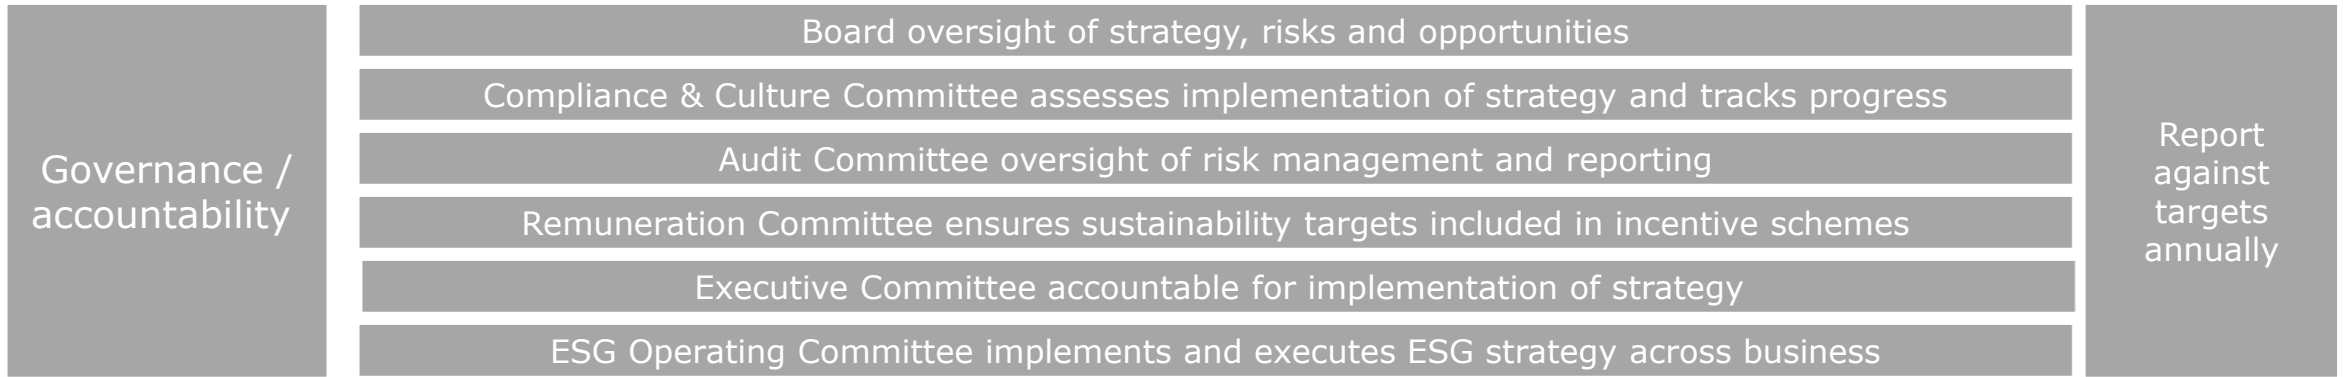 Governance /
accountability
Board oversight of strategy, risks and opportunities
Compliance & Culture Committee assesses implementation of strategy and tracks progress
Audit Committee oversight of risk management and reporting
Remuneration Committee ensures sustainability targets included in incentive schemes
Executive Committee accountable for implementation of strategy
ESG Operating Committee implements and executes ESG strategy across business
Report
against
targets
annually